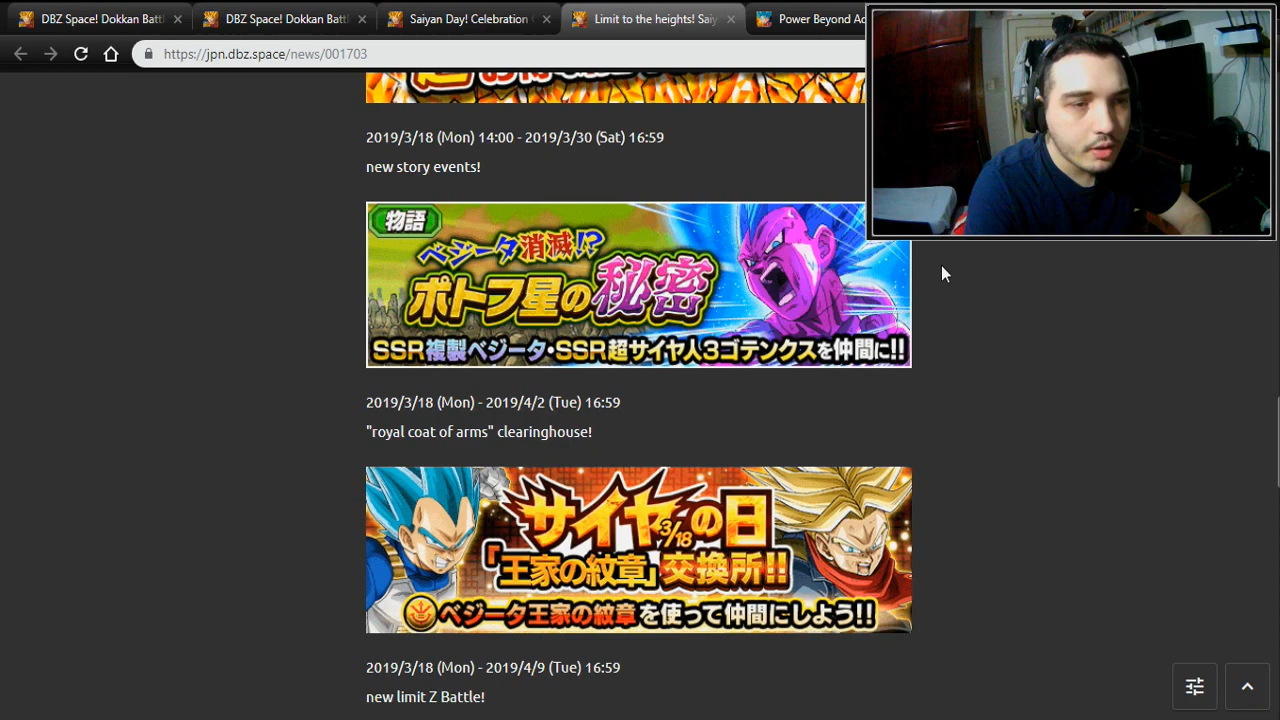 DBZ Space! Dokkan Battl
DBZ Space! Dokkan Battl
Saiyan Day! Celebration
Limit to the heights! Saiy
Power Beyond
https://jpn.dbz.space/news/001703
2019/3/18 (Mon) 14:00 - 2019/3/30 (Sat) 16:59
new story events!
物語
ベジータ消滅!?
ポトフ星の秘密
SSR複製ベジータ・SSR超サイヤ人3ゴテンクスを仲間に!!
2019/3/18 (Mon) - 2019/4/2 (Tue) 16:59
"royal coat of arms" clearinghouse!
サイヤの日
3/18
「王家の紋章」交換所!!
ベジータ王家の紋章を使って仲間にしよう!!
2019/3/18 (Mon) - 2019/4/9 (Tue) 16:59
new limit Z Battle!